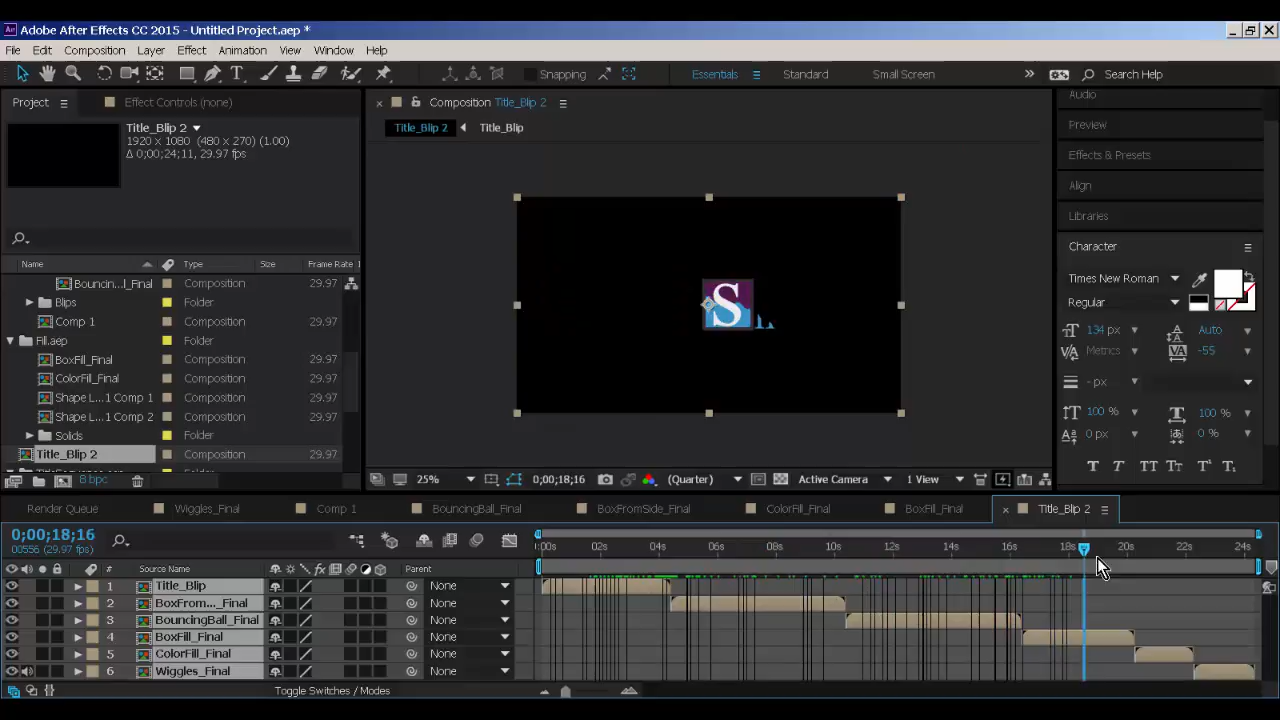 Adobe After Effects CC 2015 - Untitled Project.aep *
File Edit Composition Layer Effect Animation View Window Help
Snapping Essentials Standard Small Screen Search Help
Project Effect Controls (none) Composition Title_Blip 2 Audio
Title_Blip 2 Title_Blip 2 Title_Blip Preview
1920 x 1080 (480 x 270) (1.00)
Δ 0;00;24;11, 29.97 fps Effects & Presets
Align
Libraries
Character
Name Type Size Frame Rate
Bouncin...l_Final Composition 29.97 Times New Roman
Blips Folder Regular
Comp 1 Composition 29.97
Fill.aep Folder 134 px Auto
BoxFill_Final Composition 29.97 Metrics -55
ColorFill_Final Composition 29.97 - px
Shape L...1 Comp 1 Composition 29.97
Shape L...1 Comp 2 Composition 29.97 100 % 100 %
Solids Folder 0 px 0 %
Title_Blip 2 Composition 29.97
S
8 bpc 25% 0;00;18;16 (Quarter) Active Camera 1 View
Render Queue Wiggles_Final Comp 1 BouncingBall_Final BoxFromSide_Final ColorFill_Final BoxFill_Final Title_Blip 2
0;00;18;16
00556 (29.97 fps) :00s 02s 04s 06s 08s 10s 12s 14s 16s 18s 20s 22s 24s
# Source Name Parent
1 Title_Blip None
2 BoxFrom..._Final None
3 BouncingBall_Final None
4 BoxFill_Final None
5 ColorFill_Final None
6 Wiggles_Final None
Toggle Switches / Modes